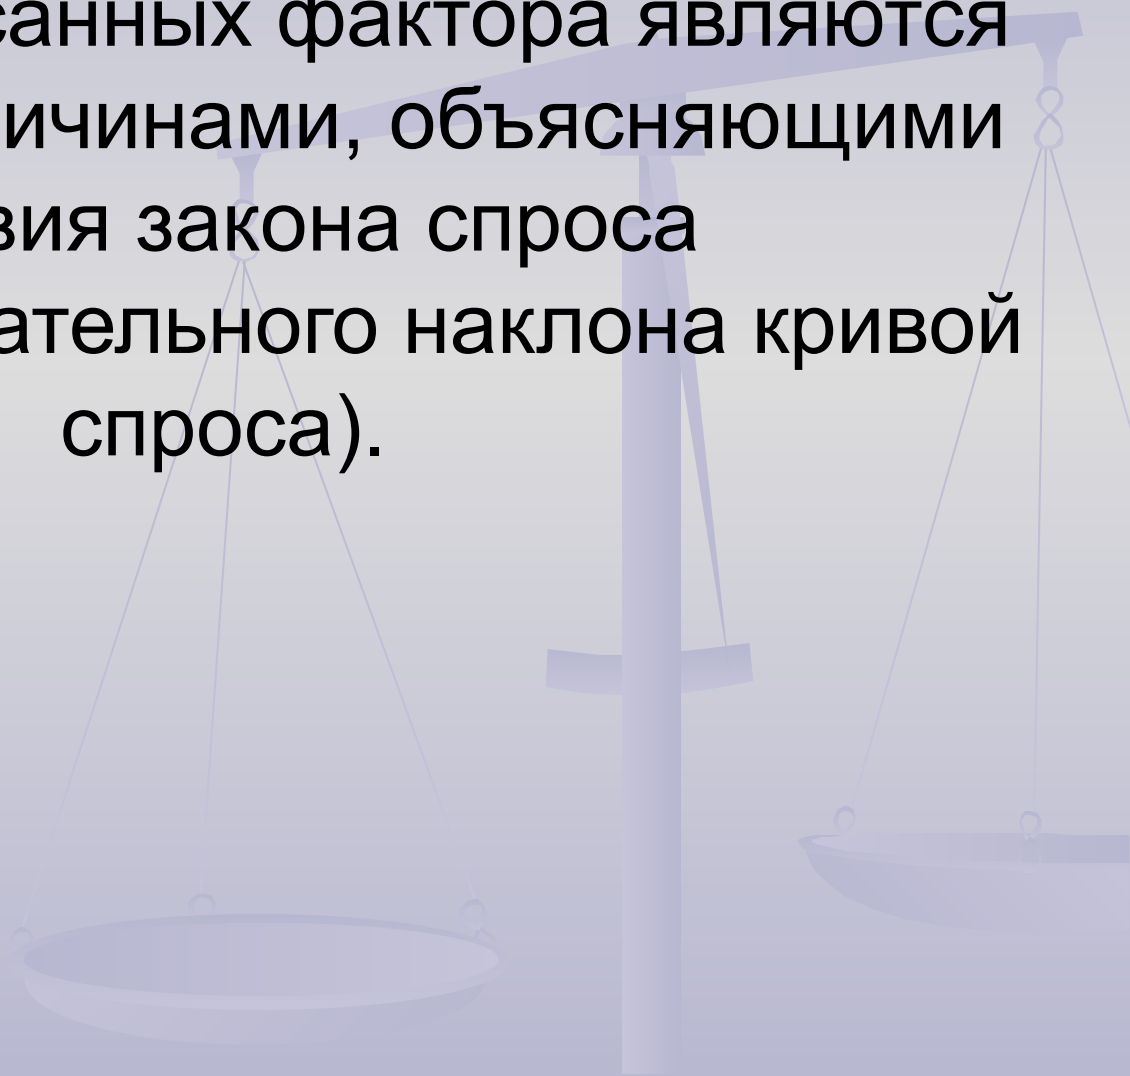 санных фактора являются
ичинами, объясняющими
вия закона спроса
ательного наклона кривой
спроса).